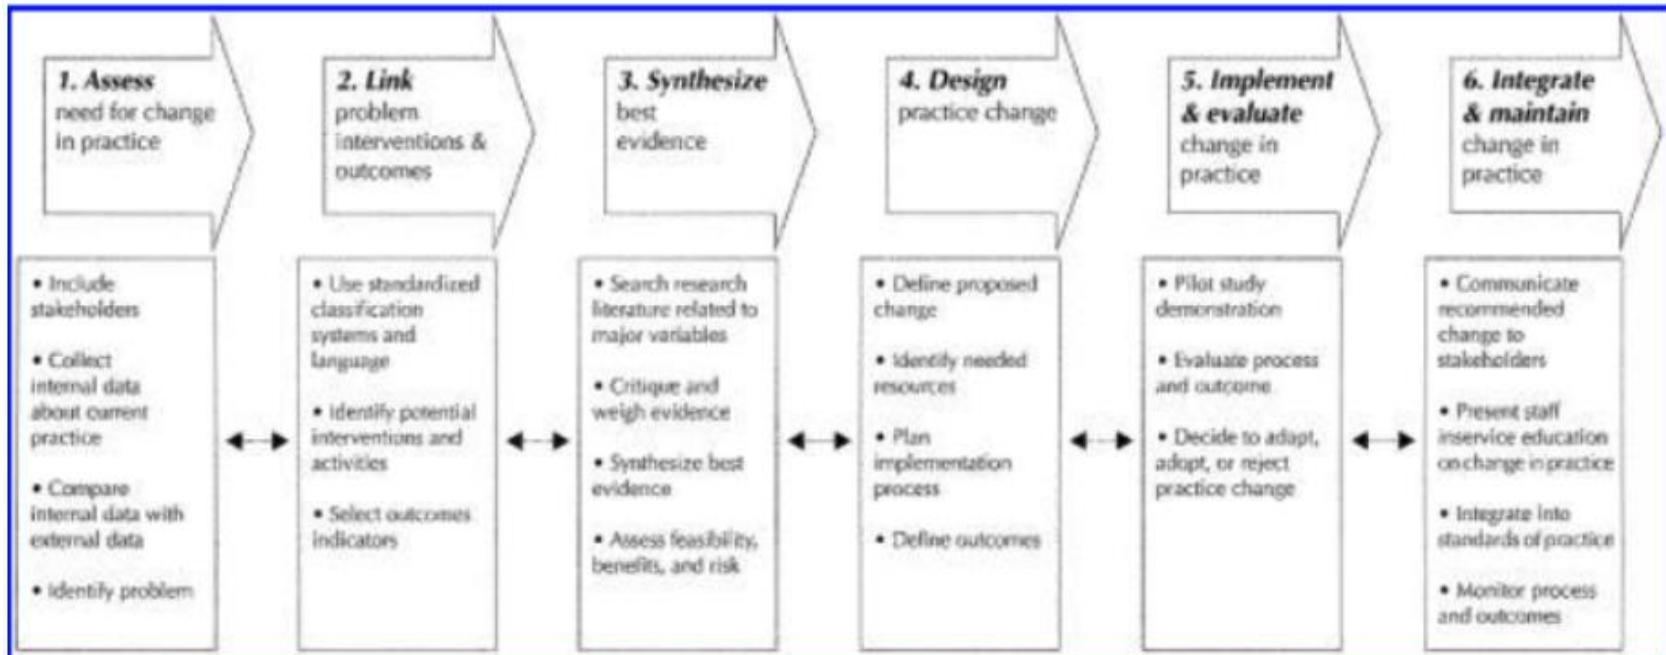 1. Assess
need for change
in practice
2. Link
problem
interventions &
outcomes
3. Synthesize
best
evidence
4. Design
practice change
5. Implement
& evaluate
change in
practice
6. Integrate
& maintain
change in
practice
• Include
stakeholders
• Collect
internal data
about current
practice
• Compare
internal data with
external data
• Identify problem
• Use standardized
classification
systems and
language
• Identify potential
interventions and
activities
• Select outcomes
indicators
• Search research
literature related to
major variables
• Critique and
weigh evidence
• Synthesize best
evidence
• Assess feasibility,
benefits, and risk
• Define proposed
change
• Identify needed
resources
• Plan
implementation
process
• Define outcomes
• Pilot study
demonstration
• Evaluate process
and outcome
• Decide to adapt,
adopt, or reject
practice change
• Communicate
recommended
change to
stakeholders
• Present staff
inservice education
on change in practice
• Integrate into
standards of practice
• Monitor process
and outcomes